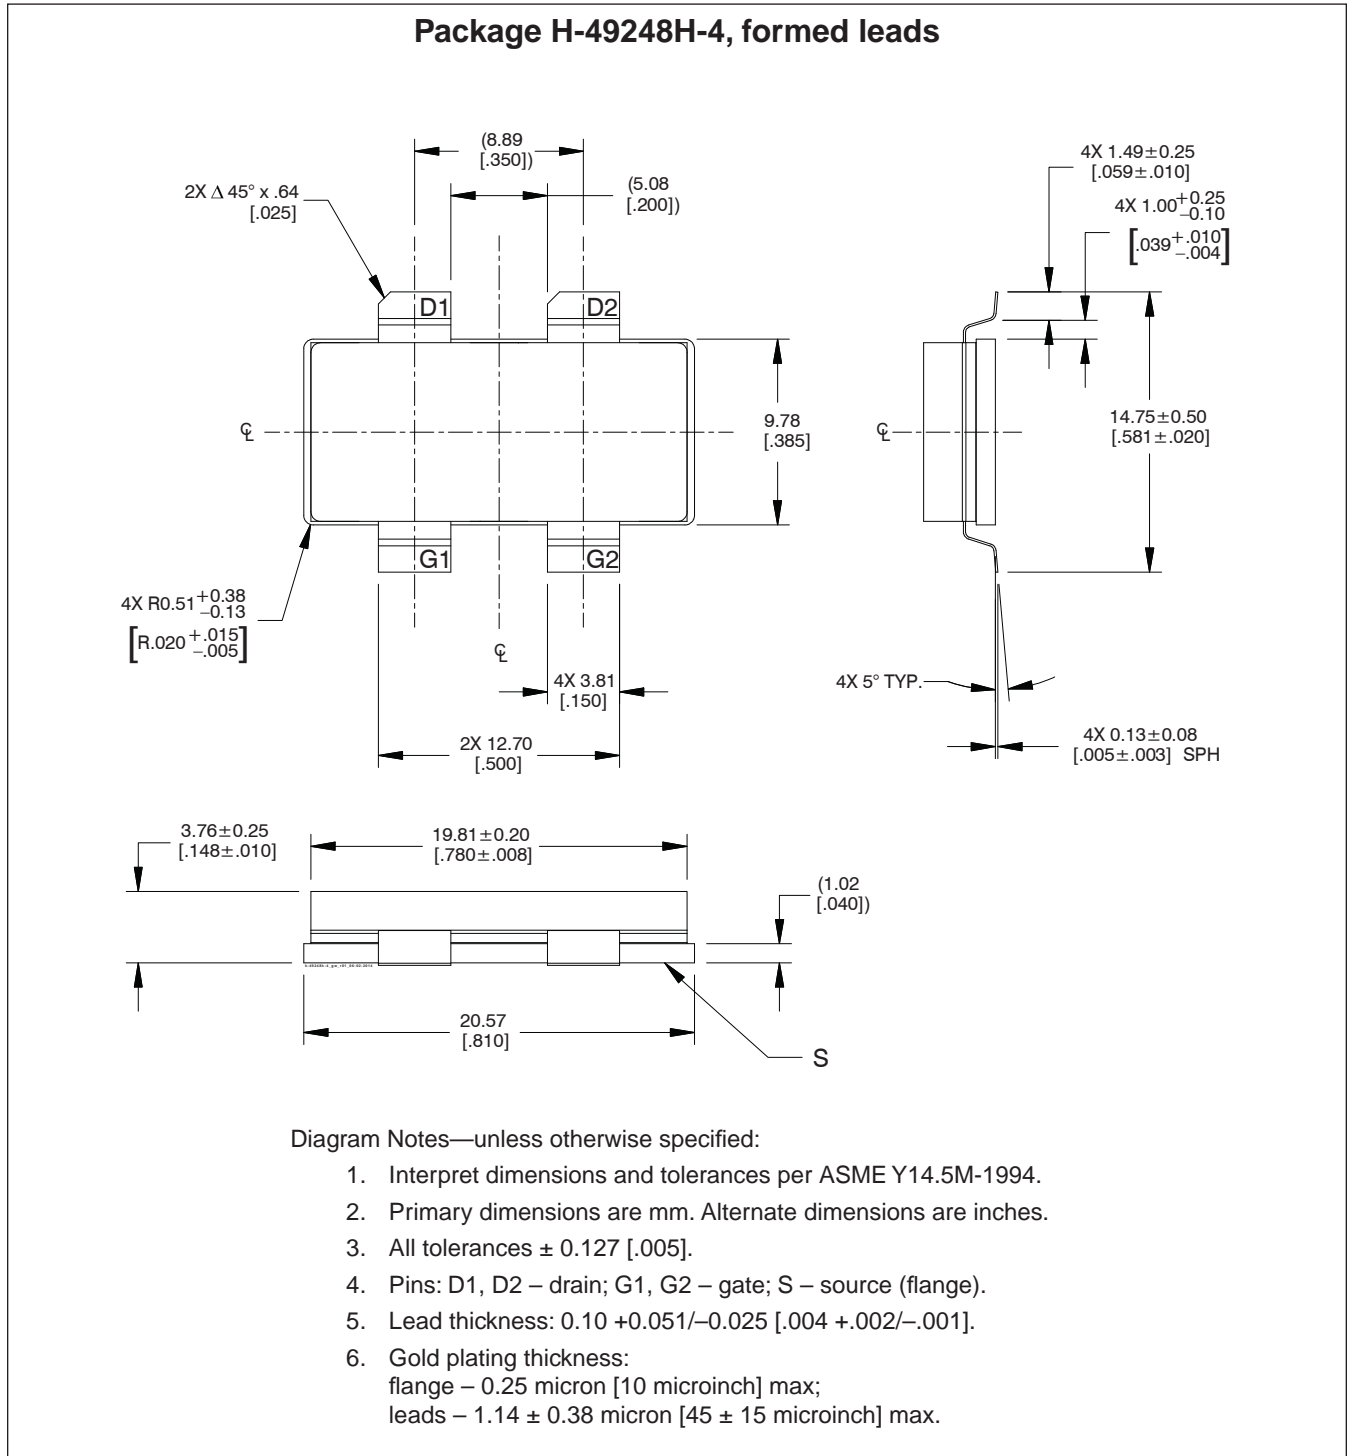 Package H-49248H-4, formed leads
(8.89
[.350])
2X Δ 45° x .64
[.025]
(5.08
[.200])
4X 1.49±0.25
[.059±.010]
4X 1.00+0.25
–0.10
[.039+.010
–.004]
D1
D2
℄
9.78
[.385]
℄
14.75±0.50
[.581±.020]
G1
G2
4X R0.51+0.38
–0.13
[R.020 +.015
–.005]
℄
4X 3.81
[.150]
4X 5° TYP.
2X 12.70
[.500]
4X 0.13±0.08
[.005±.003] SPH
3.76±0.25
[.148±.010]
19.81±0.20
[.780±.008]
(1.02
[.040])
20.57
[.810]
S
Diagram Notes—unless otherwise specified:
1. Interpret dimensions and tolerances per ASME Y14.5M-1994.
2. Primary dimensions are mm. Alternate dimensions are inches.
3. All tolerances ± 0.127 [.005].
4. Pins: D1, D2 – drain; G1, G2 – gate; S – source (flange).
5. Lead thickness: 0.10 +0.051/–0.025 [.004 +.002/–.001].
6. Gold plating thickness:
flange – 0.25 micron [10 microinch] max;
leads – 1.14 ± 0.38 micron [45 ± 15 microinch] max.